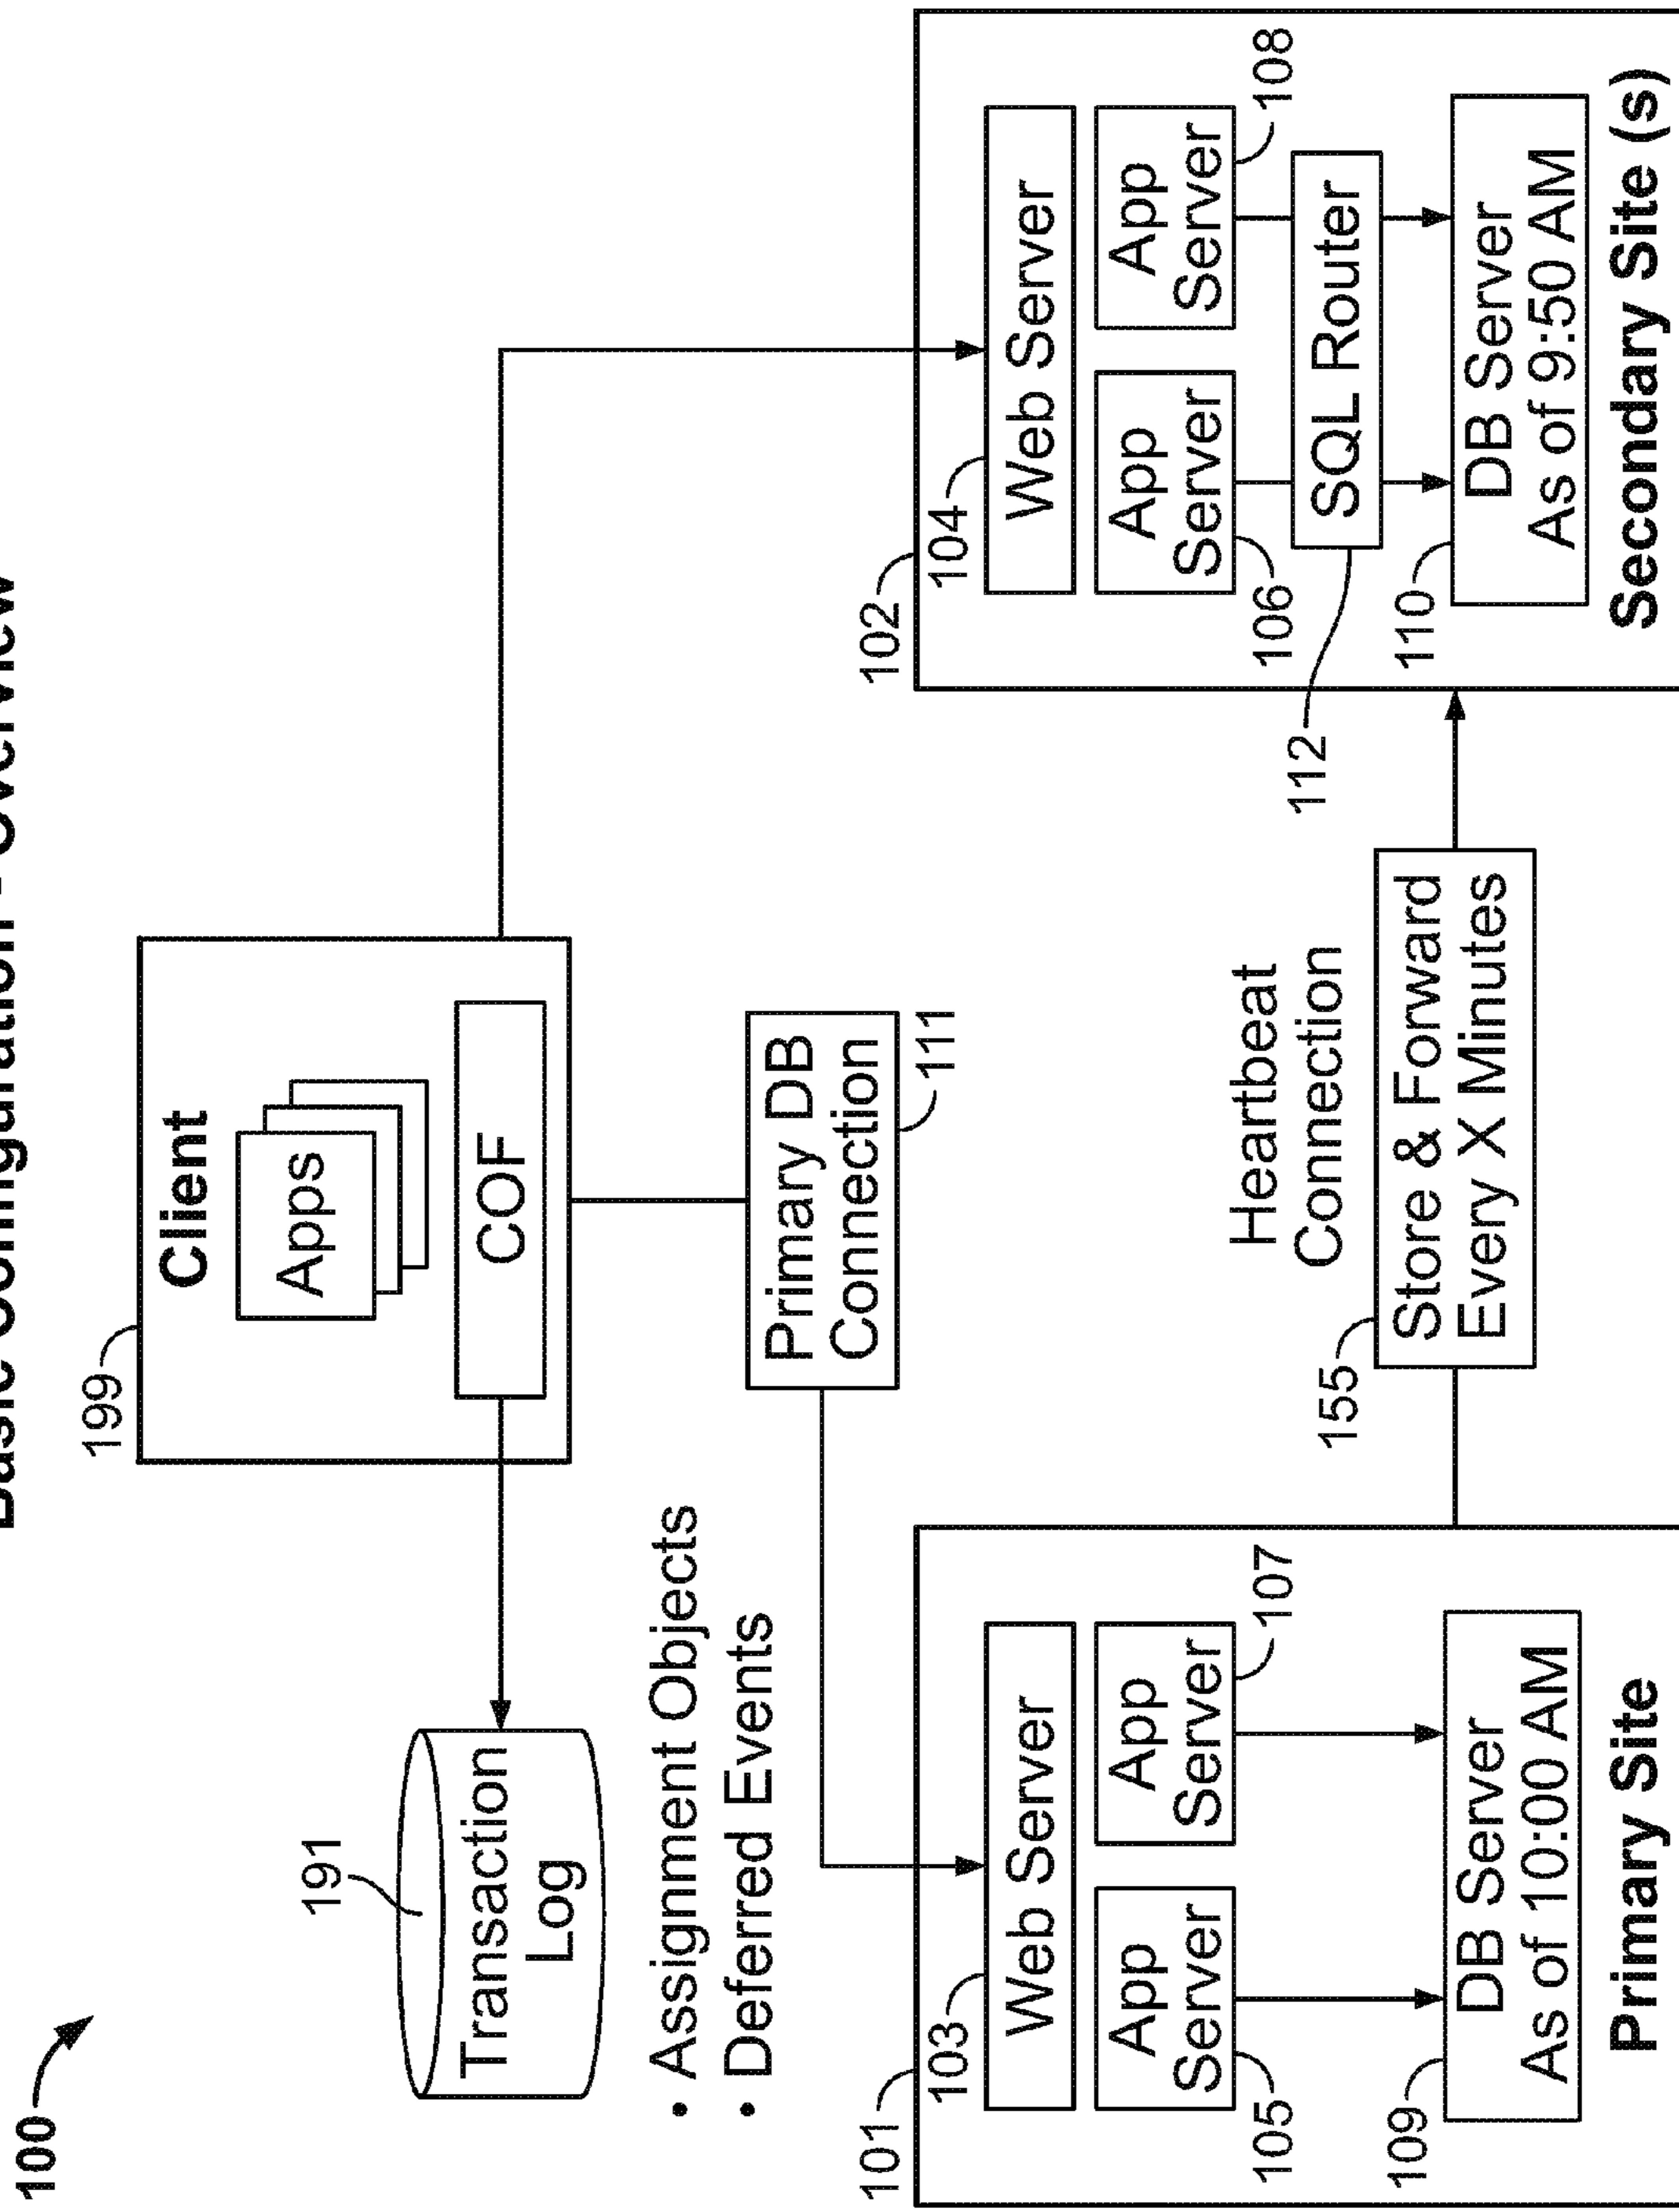 Basic Configuration - Overview
100
199
Client
Apps
COF
191
Transaction
Log
• Assignment Objects
• Deferred Events
Primary DB
Connection
111
101
103
Web Server
App
Server
105
App
Server
107
109
DB Server
As of 10:00 AM
Primary Site
Heartbeat
Connection
155
Store & Forward
Every X Minutes
102
104
Web Server
App
Server
106
App
Server
108
112
SQL Router
110
DB Server
As of 9:50 AM
Secondary Site (s)